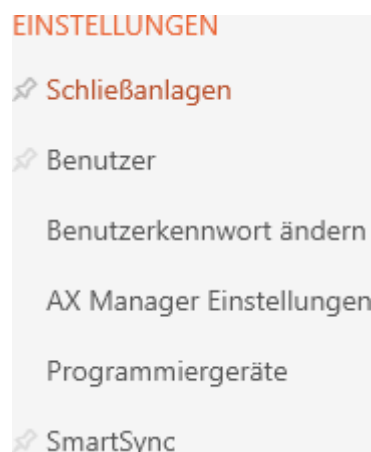 EINSTELLUNGEN
Schließanlagen
Benutzer
Benutzerkennwort ändern
AX Manager Einstellungen
Programmiergeräte
SmartSync